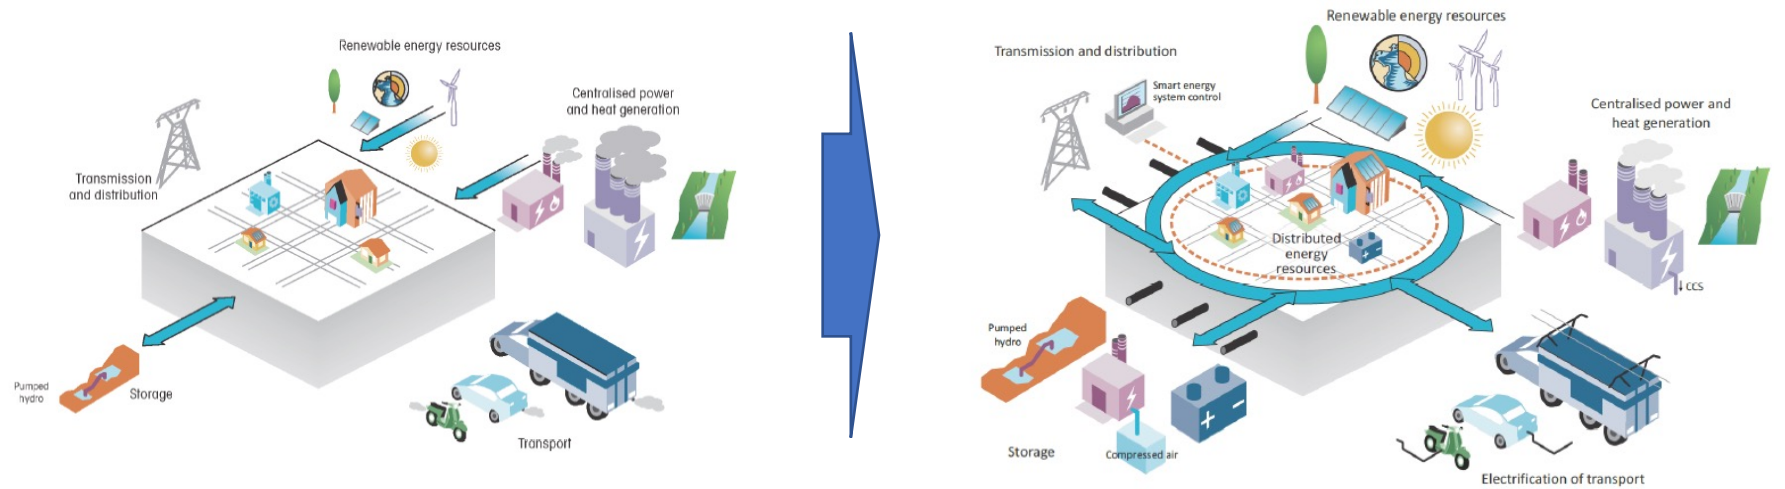 Renewable energy resources
Centralised power
and heat generation
Transmission
and distribution
Pumped
hydro
Storage
Transport
Renewable energy resources
Transmission and distribution
Smart energy
system control
Centralised power and
heat generation
Distributed
energy
resources
CCS
Pumped
hydro
Storage
Compressed air
Electrification of transport